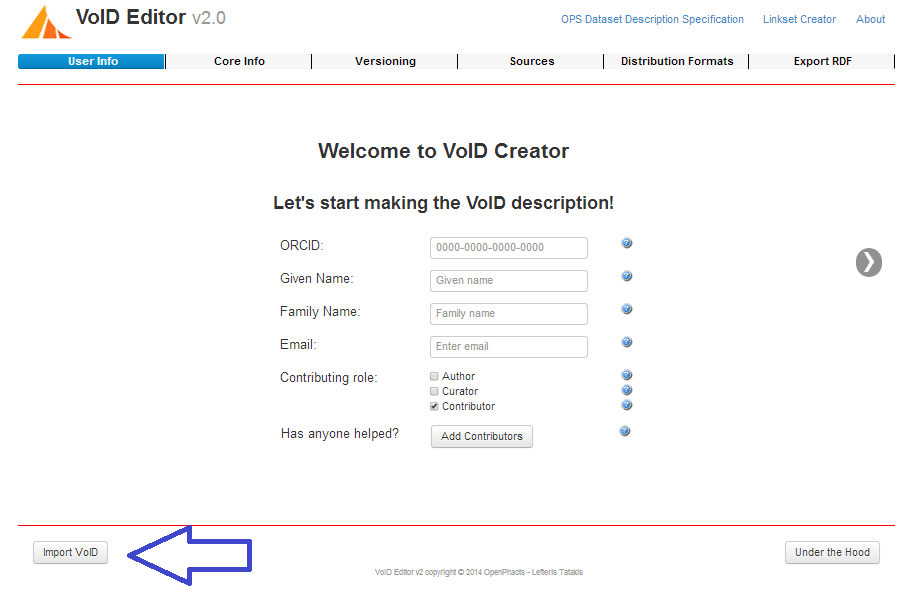 VoID Editor v2.0
OPS Dataset Description Specification Linkset Creator About
User Info Core Info Versioning Sources Distribution Formats Export RDF
Welcome to VoID Creator
Let's start making the VoID description!
ORCID: 0000-0000-0000-0000
Given Name: Given name
Family Name: Family name
Email: Enter email
Contributing role: Author
Curator
Contributor
Has anyone helped? Add Contributors
Import VoID
Under the Hood
VoID Editor v2 copyright © 2014 OpenPhacts - Lefteris Tatakis